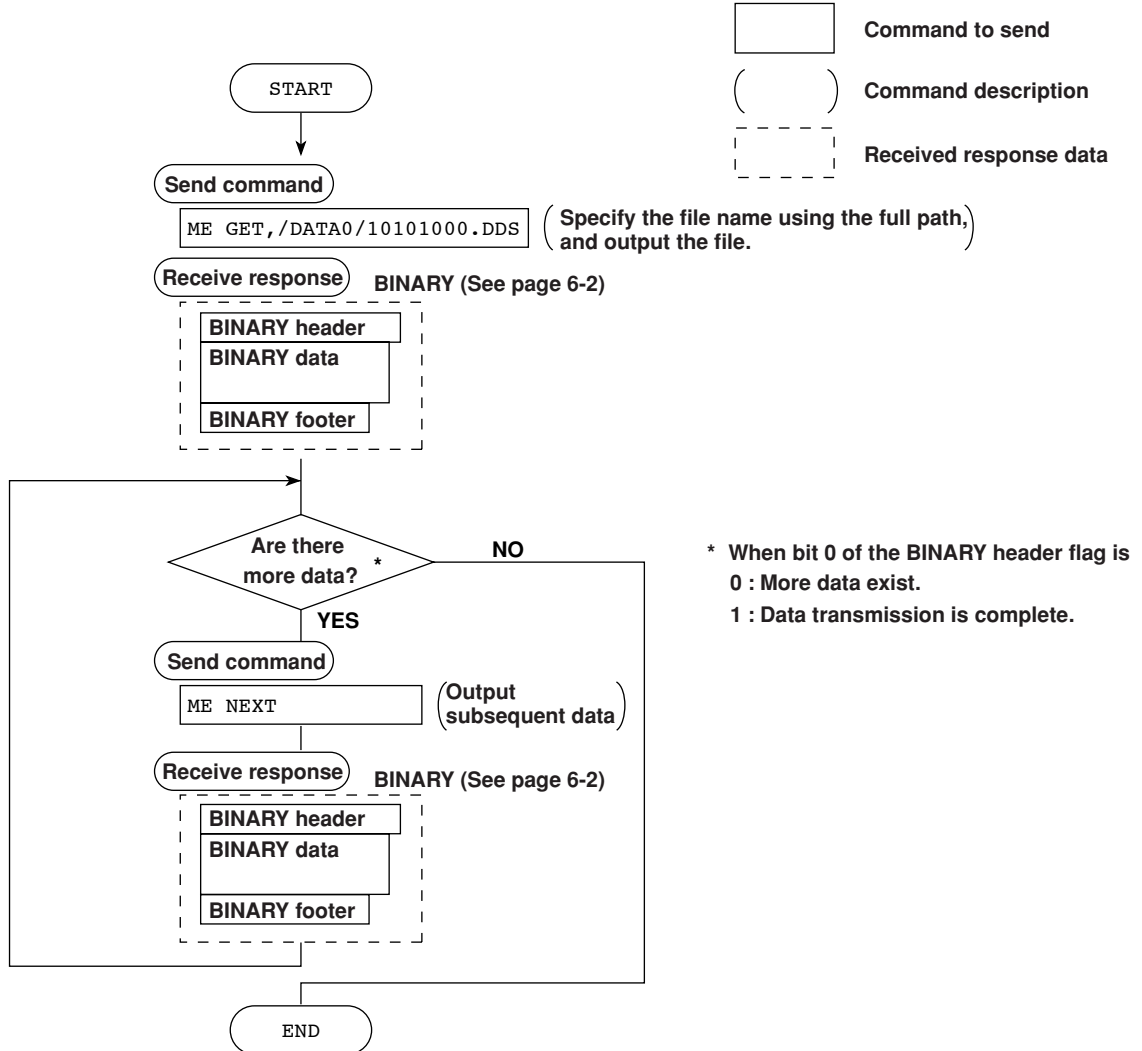 Command to send
Command description
Received response data
START
Send command
ME GET,/DATA0/10101000.DDS
Specify the file name using the full path,
and output the file.
Receive response
BINARY (See page 6-2)
BINARY header
BINARY data
BINARY footer
Are there
more data? *
NO
YES
* When bit 0 of the BINARY header flag is
0 : More data exist.
1 : Data transmission is complete.
Send command
ME NEXT
Output
subsequent data
Receive response
BINARY (See page 6-2)
BINARY header
BINARY data
BINARY footer
END